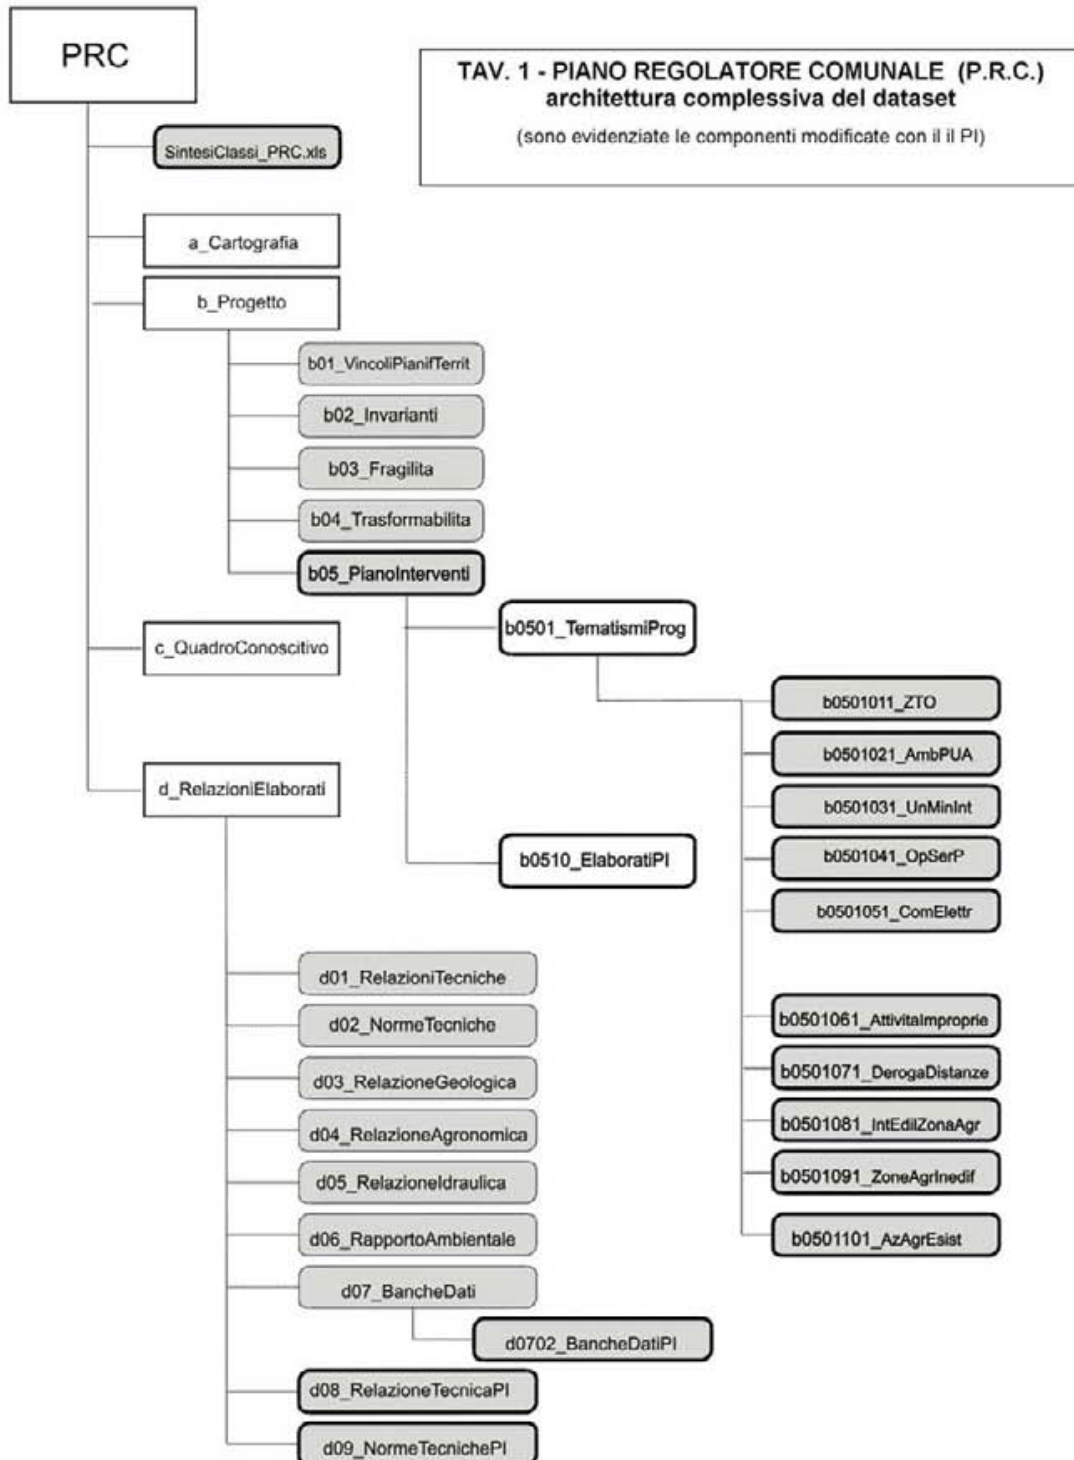 PRC
TAV. 1 - PIANO REGOLATORE COMUNALE (P.R.C.)
architettura complessiva del dataset
(sono evidenziate le componenti modificate con il il PI)
SintesiClassi_PRC.xls
a_Cartografia
b_Progetto
b01_VincoliPianifTerrit
b02_Invarianti
b03_Fragilita
b04_Trasformabilita
b05_PianoInterventi
b0501_TematismiProg
c_QuadroConoscitivo
b0501011_ZTO
b0501021_AmbPUA
d_RelazioniElaborati
b0501031_UnMinInt
b0510_ElaboratiPI
b0501041_OpSerP
b0501051_ComElettr
d01_RelazioniTecniche
b0501061_AttivitaImproprie
d02_NormeTecniche
b0501071_DerogaDistanze
d03_RelazioneGeologica
b0501081_IntEdilZonaAgr
d04_RelazioneAgronomica
b0501091_ZoneAgrInedif
d05_RelazioneIdraulica
d06_RapportoAmbientale
b0501101_AzAgrEsist
d07_BancheDati
d0702_BancheDatiPI
d08_RelazioneTecnicaPI
d09_NormeTecnichePI